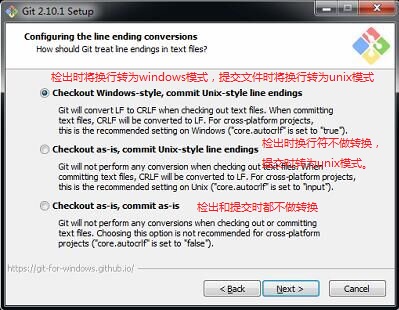 Git 2.10.1 Setup
Configuring the line ending conversions
How should Git treat line endings in text files?
检出时将换行转为windows模式，提交文件时将换行转为unix模式
Checkout Windows-style, commit Unix-style line endings
Git will convert LF to CRLF when checking out text files. When committing
text files, CRLF will be converted to LF. For cross-platform projects,
this is the recommended setting on Windows ("core.autocrlf" is set to "true").
检出时换行符不做转换，
Checkout as-is, commit Unix-style line endings
提交时转为unix模式。
Git will not perform any conversion when checking out text files. When
committing text files, CRLF will be converted to LF. For cross-platform projects,
this is the recommended setting on Unix ("core.autocrlf" is set to "input").
Checkout as-is, commit as-is
检出和提交时都不做转换
Git will not perform any conversions when checking out or committing
text files. Choosing this option is not recommended for cross-platform
projects ("core.autocrlf" is set to "false").
https://git-for-windows.github.io/
< Back
Next >
Cancel